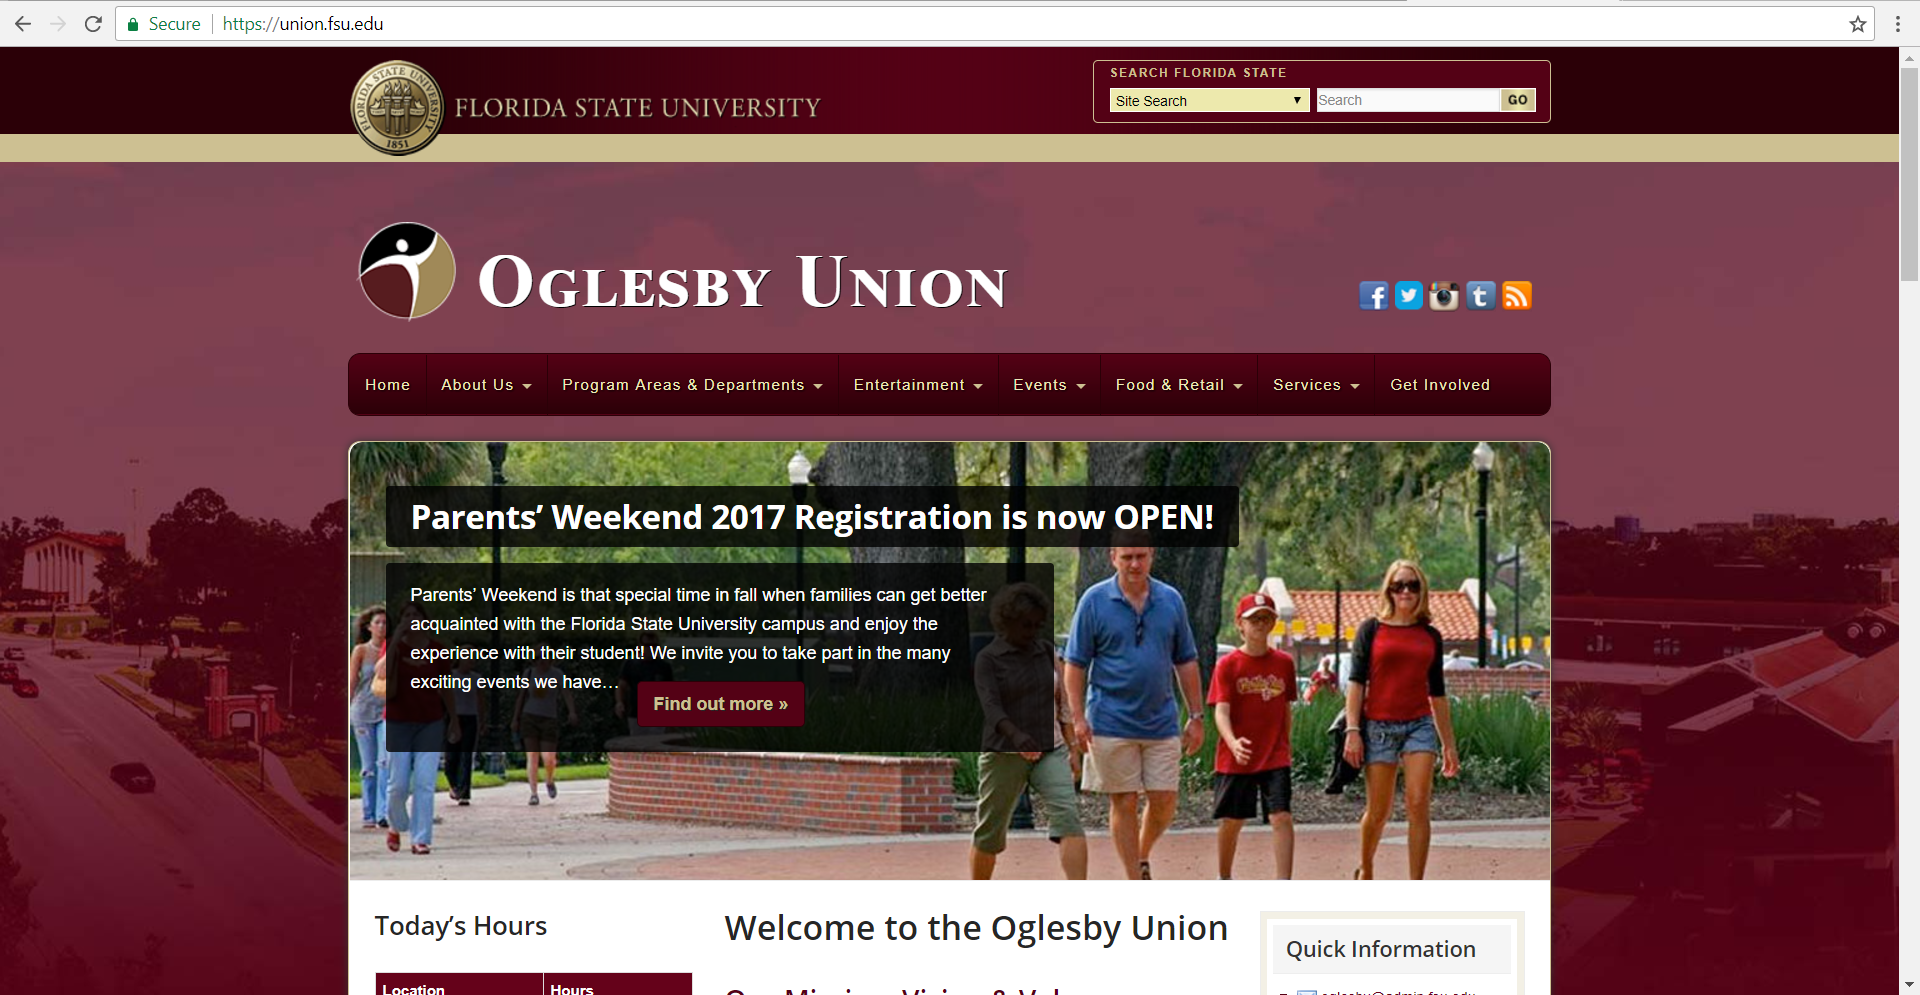 Secure
https://union.fsu.edu
FLORIDA STATE UNIVERSITY
1851
FLORIDA STATE UNIVERSITY
SEARCH FLORIDA STATE
Site Search
Search
GO
OGLESBY UNION
Home
About Us
Program Areas & Departments
Entertainment
Events
Food & Retail
Services
Get Involved
Parents’ Weekend 2017 Registration is now OPEN!
Parents’ Weekend is that special time in fall when families can get better
acquainted with the Florida State University campus and enjoy the
experience with their student! We invite you to take part in the many
exciting events we have…
Find out more »
Today’s Hours
Location
Hours
Welcome to the Oglesby Union
Quick Information